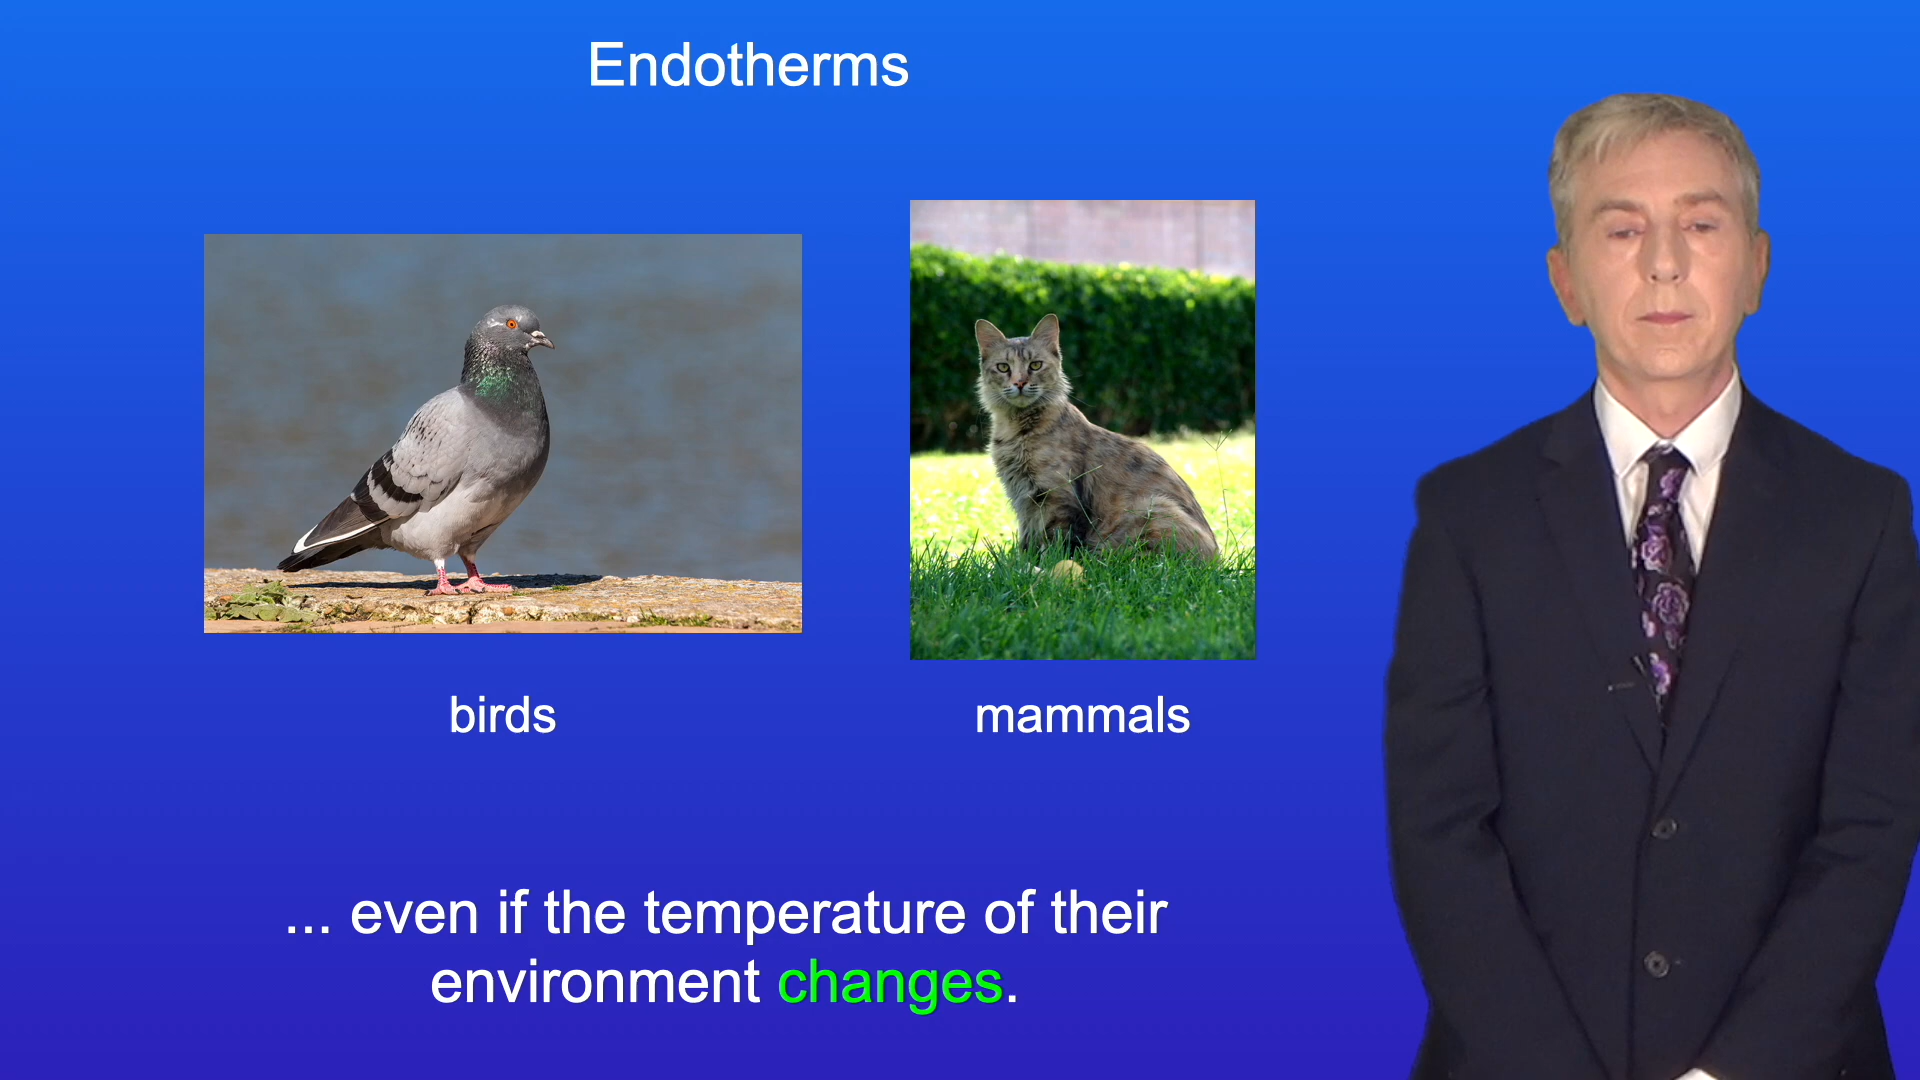 Endotherms
birds
mammals
... even if the temperature of their
environment changes.